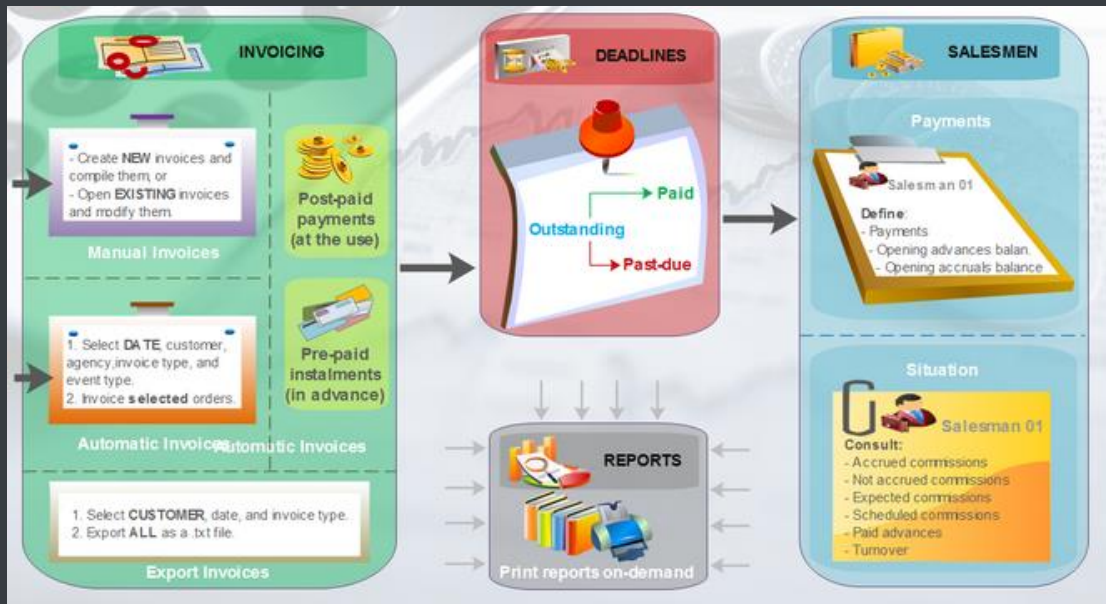 INVOICING
- Create NEW invoices and
compile them, or
- Open EXISTING invoices
and modify them.
Manual Invoices
1. Select DATE, customer,
agency,invoice type, and
event type.
2. Invoice selected orders.
Automatic Invoices
Post-paid
payments
(at the use)
Pre-paid
instalments
(in advance)
Automatic Invoices
1. Select CUSTOMER, date, and invoice type.
2. Export ALL as a .txt file.
Export Invoices
DEADLINES
Paid
Outstanding
Past-due
REPORTS
Print reports on-demand
SALESMEN
Payments
Salesman 01
Define:
- Payments
- Opening advances balan.
- Opening accruals balance
Situation
Salesman 01
Consult:
- Accrued commissions
- Not accrued commissions
- Expected commissions
- Scheduled commissions
- Paid advances
- Turnover